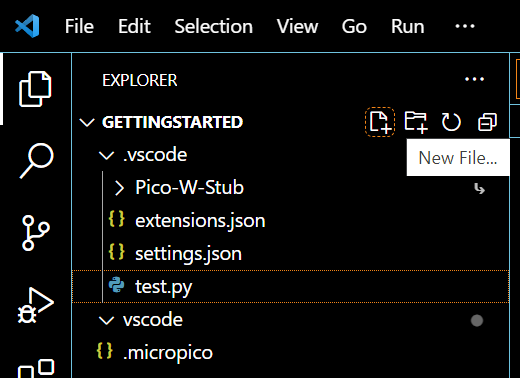 File Edit Selection View Go Run ...
EXPLORER ...
GETTINGSTARTED
New File...
.vscode
Pico-W-Stub
{} extensions.json
{} settings.json
test.py
vscode
{} .micropico